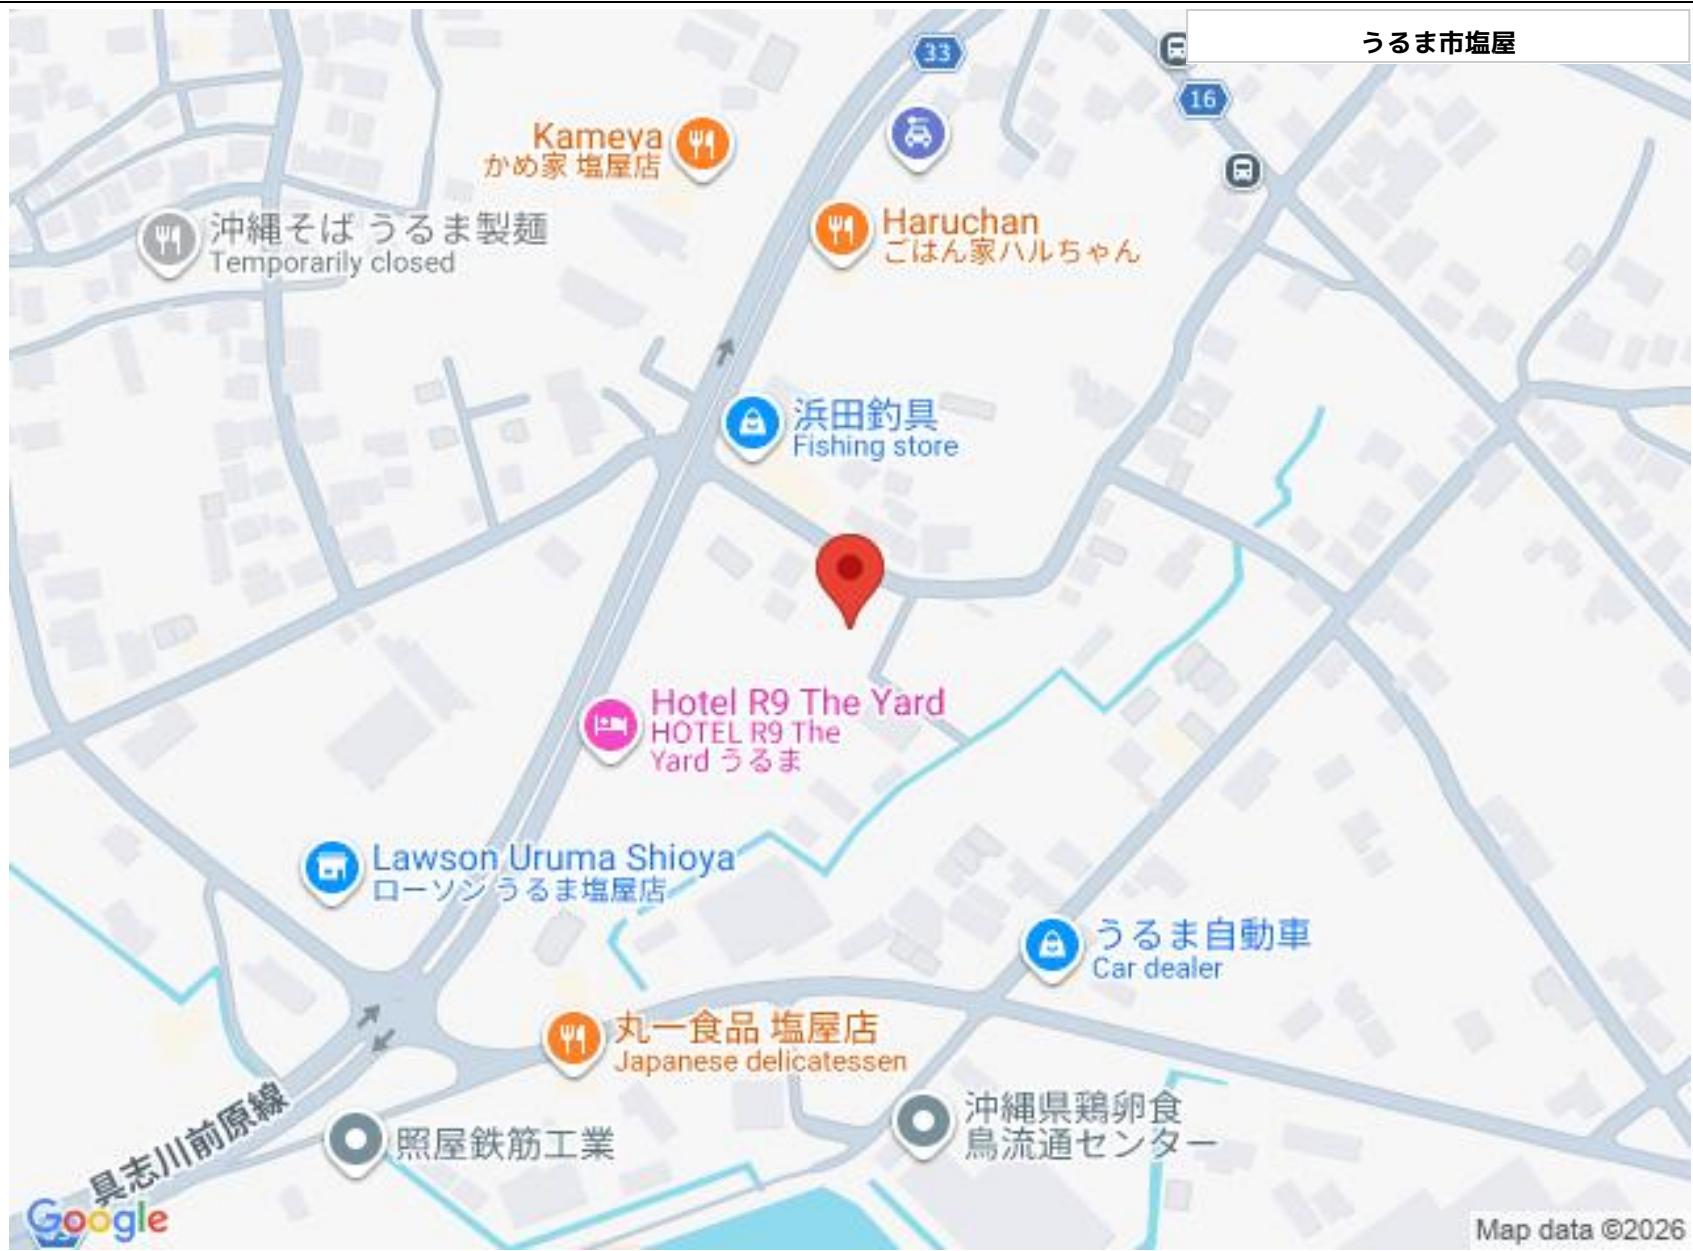 うるま市塩屋
33
16
Kameya
かめ家 塩屋店
沖縄そば うるま製麺
Temporarily closed
Haruchan
ごはん家ハルちゃん
浜田釣具
Fishing store
Hotel R9 The Yard
HOTEL R9 The
Yard うるま
Lawson Uruma Shioya
ローソン うるま塩屋店
うるま自動車
Car dealer
丸一食品 塩屋店
Japanese delicatessen
沖縄県鶏卵食
鳥流通センター
照屋鉄筋工業
具志川前原線
Google
Map data ©2026